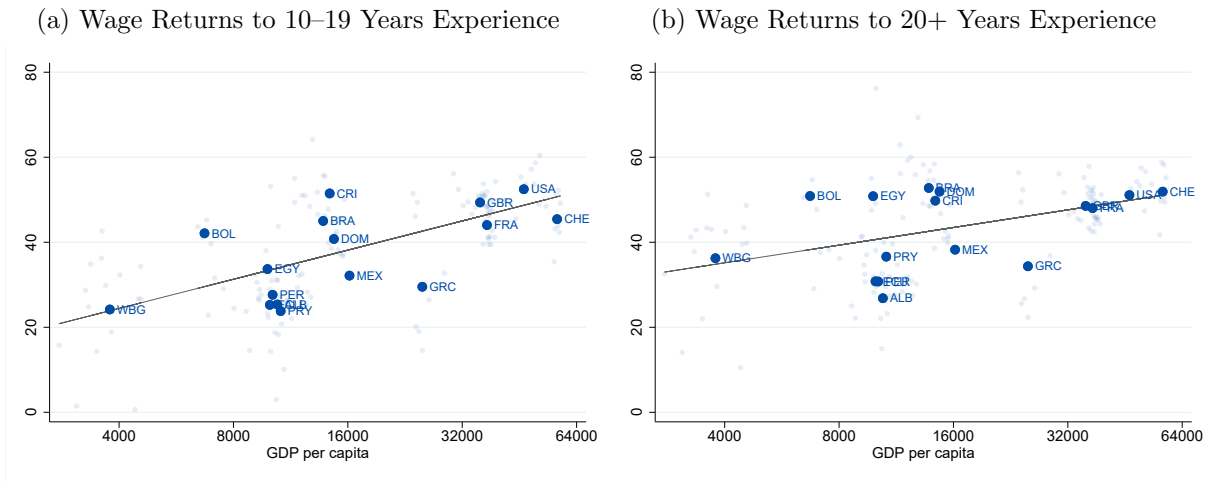 (a) Wage Returns to 10–19 Years Experience
80
60
40
20
0
4000 8000 16000 32000 64000
GDP per capita
WBG
BOL
EGY
PER
ALB
PRY
CRI
BRA
DOM
MEX
GRC
GBR
FRA
USA
CHE
(b) Wage Returns to 20+ Years Experience
80
60
40
20
0
4000 8000 16000 32000 64000
GDP per capita
WBG
BOL
EGY
PRY
ALB
BRA
DOM
CRI
MEX
GRC
GBR
FRA
USA
CHE